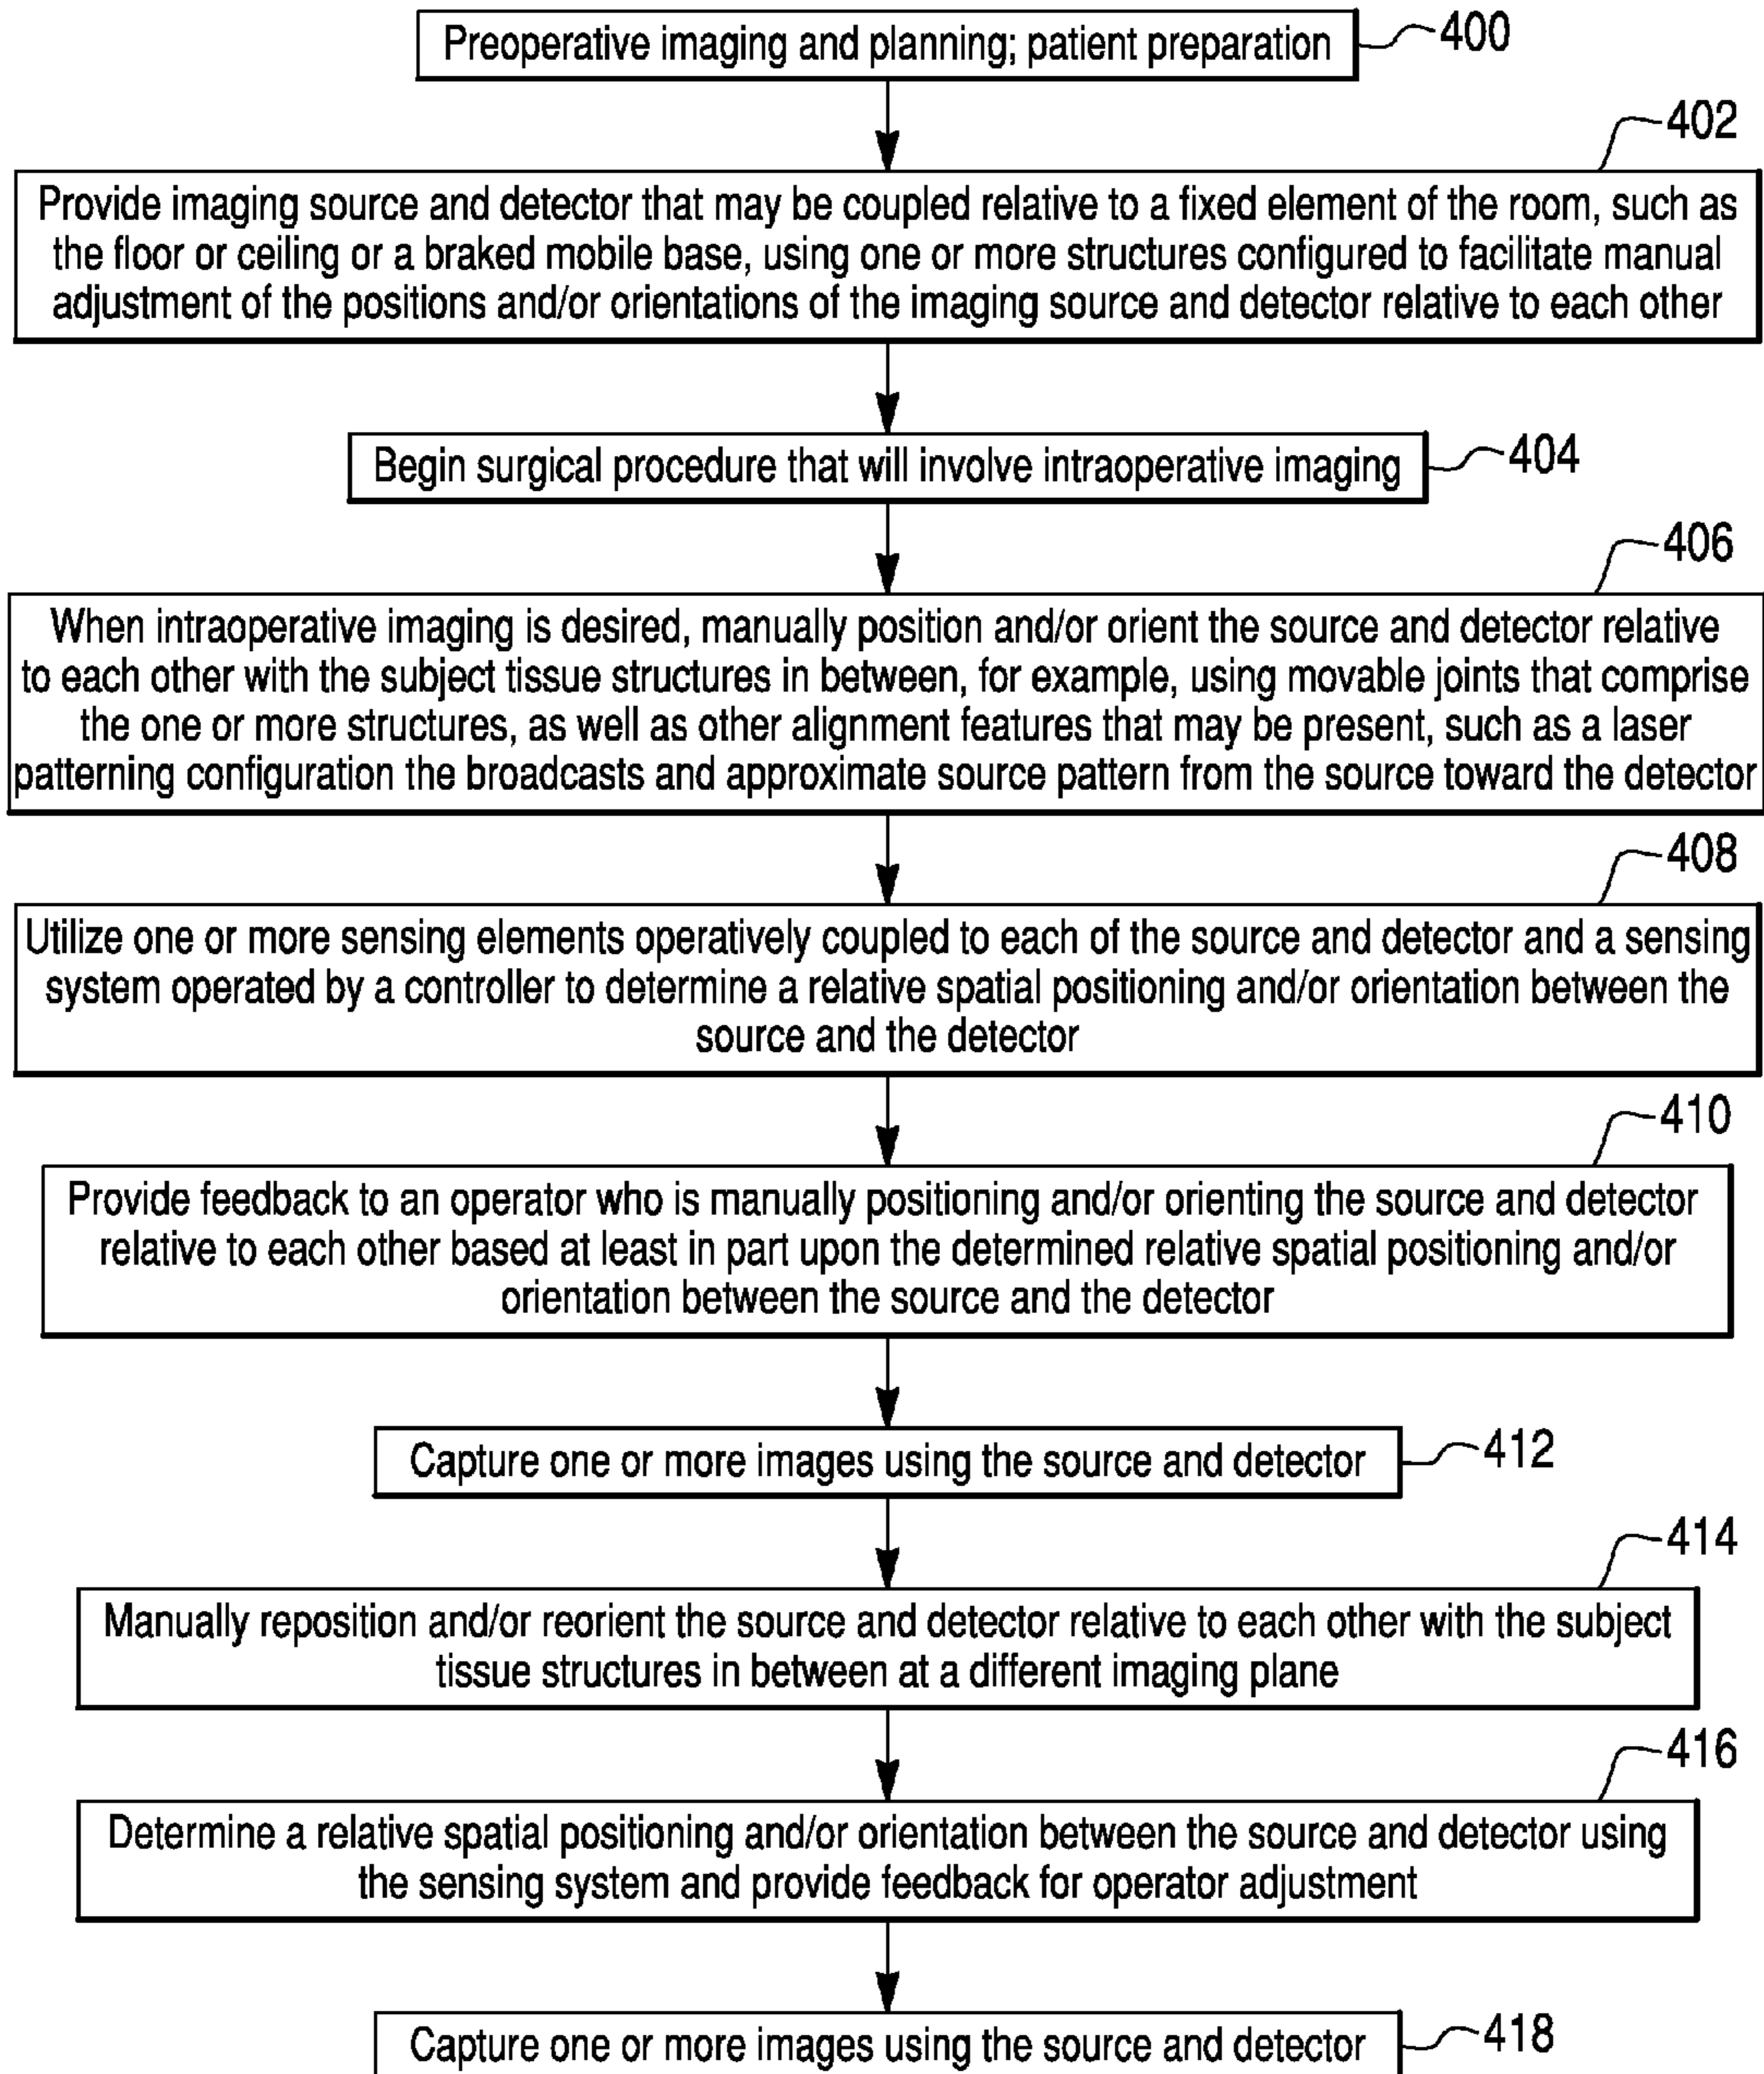 Preoperative imaging and planning; patient preparation
400
402
Provide imaging source and detector that may be coupled relative to a fixed element of the room, such as
the floor or ceiling or a braked mobile base, using one or more structures configured to facilitate manual
adjustment of the positions and/or orientations of the imaging source and detector relative to each other
Begin surgical procedure that will involve intraoperative imaging
404
406
When intraoperative imaging is desired, manually position and/or orient the source and detector relative
to each other with the subject tissue structures in between, for example, using movable joints that comprise
the one or more structures, as well as other alignment features that may be present, such as a laser
patterning configuration the broadcasts and approximate source pattern from the source toward the detector
408
Utilize one or more sensing elements operatively coupled to each of the source and detector and a sensing
system operated by a controller to determine a relative spatial positioning and/or orientation between the
source and the detector
410
Provide feedback to an operator who is manually positioning and/or orienting the source and detector
relative to each other based at least in part upon the determined relative spatial positioning and/or
orientation between the source and the detector
Capture one or more images using the source and detector
412
414
Manually reposition and/or reorient the source and detector relative to each other with the subject
tissue structures in between at a different imaging plane
416
Determine a relative spatial positioning and/or orientation between the source and detector using
the sensing system and provide feedback for operator adjustment
Capture one or more images using the source and detector
418